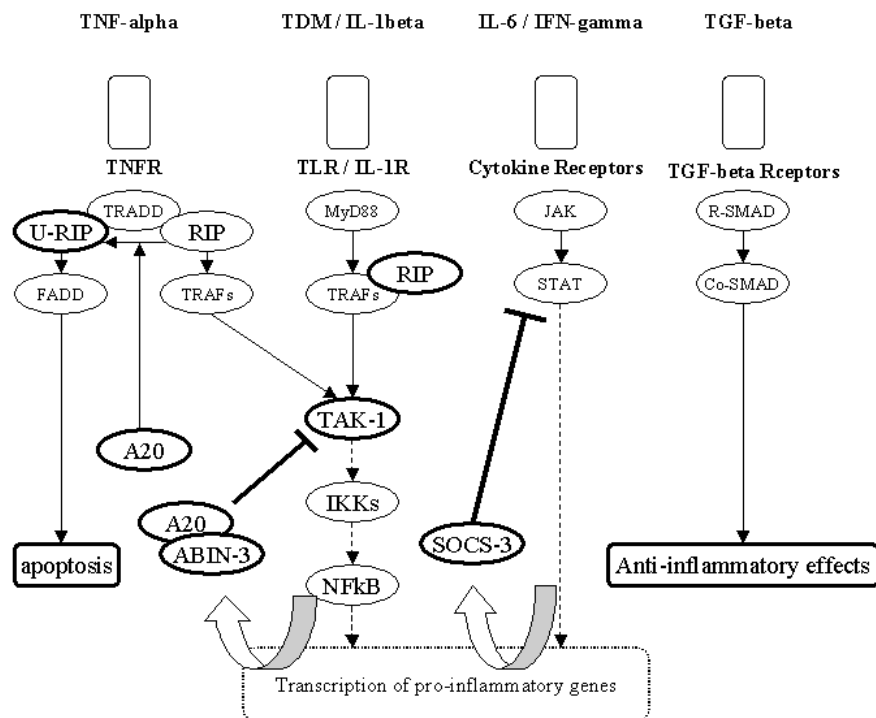 TNF-alpha
TDM / IL-1beta
IL-6 / IFN-gamma
TGF-beta
TNFR
TLR / IL-1R
Cytokine Receptors
TGF-beta Rceptors
TRADD
MyD88
JAK
R-SMAD
U-RIP
RIP
RIP
FADD
TRAFs
TRAFs
STAT
Co-SMAD
TAK-1
A20
IKKs
A20
ABIN-3
SOCS-3
apoptosis
Anti-inflammatory effects
NFkB
Transcription of pro-inflammatory genes